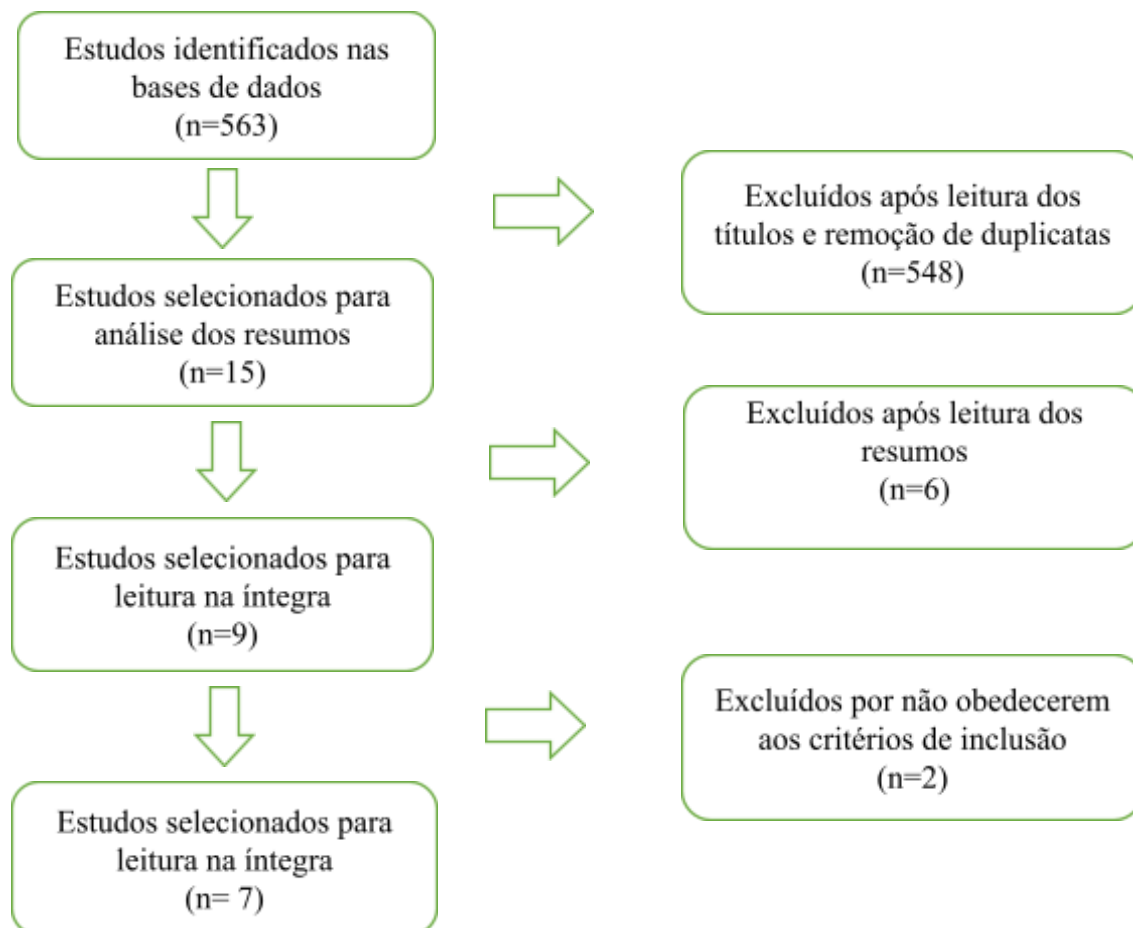 Estudos identificados nas
bases de dados
(n=563)
Excluídos após leitura dos
títulos e remoção de duplicatas
(n=548)
Estudos selecionados para
análise dos resumos
(n=15)
Excluídos após leitura dos
resumos
(n=6)
Estudos selecionados para
leitura na íntegra
(n=9)
Excluídos por não obedecerem
aos critérios de inclusão
(n=2)
Estudos selecionados para
leitura na íntegra
(n= 7)